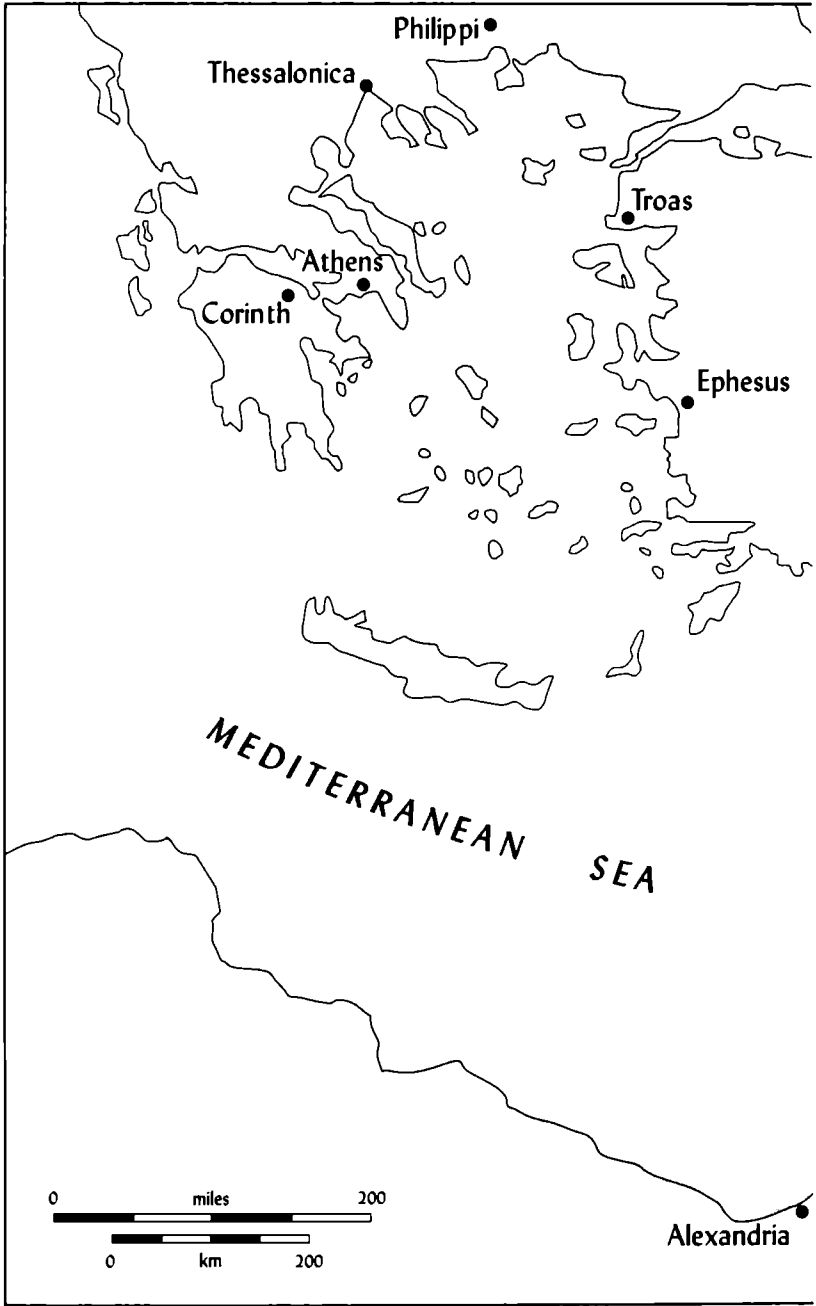 Philippi
Thessalonica
Troas
Athens
Corinth
Ephesus
MEDITERRANEAN SEA
0 miles 200
0 km 200
Alexandria